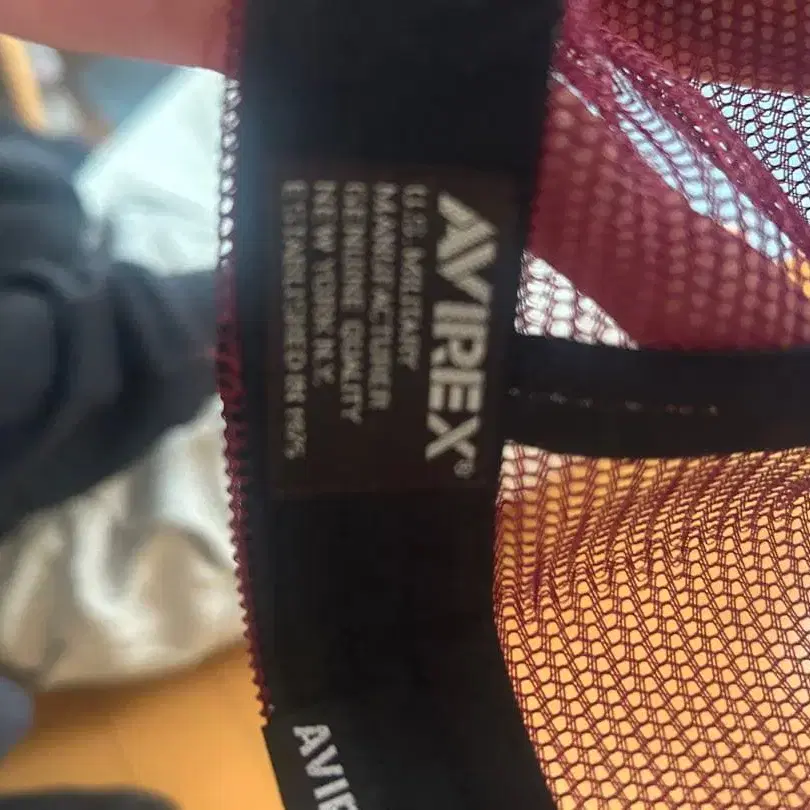 AVIREX®
U.S. MILITARY
MANUFACTURER
GENUINE QUALITY
NEW YORK N.Y.
ESTABLISHED IN 1975
AVIR